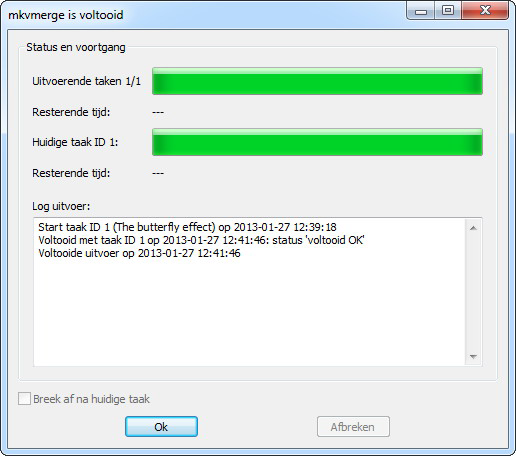 mkvmerge is voltooid
Status en voortgang
Uitvoerende taken 1/1
Resterende tijd: ---
Huidige taak ID 1:
Resterende tijd: ---
Log uitvoer:
Start taak ID 1 (The butterfly effect) op 2013-01-27 12:39:18
Voltooid met taak ID 1 op 2013-01-27 12:41:46: status 'voltooid OK'
Voltooide uitvoer op 2013-01-27 12:41:46
Breek af na huidige taak
Ok Afbreken